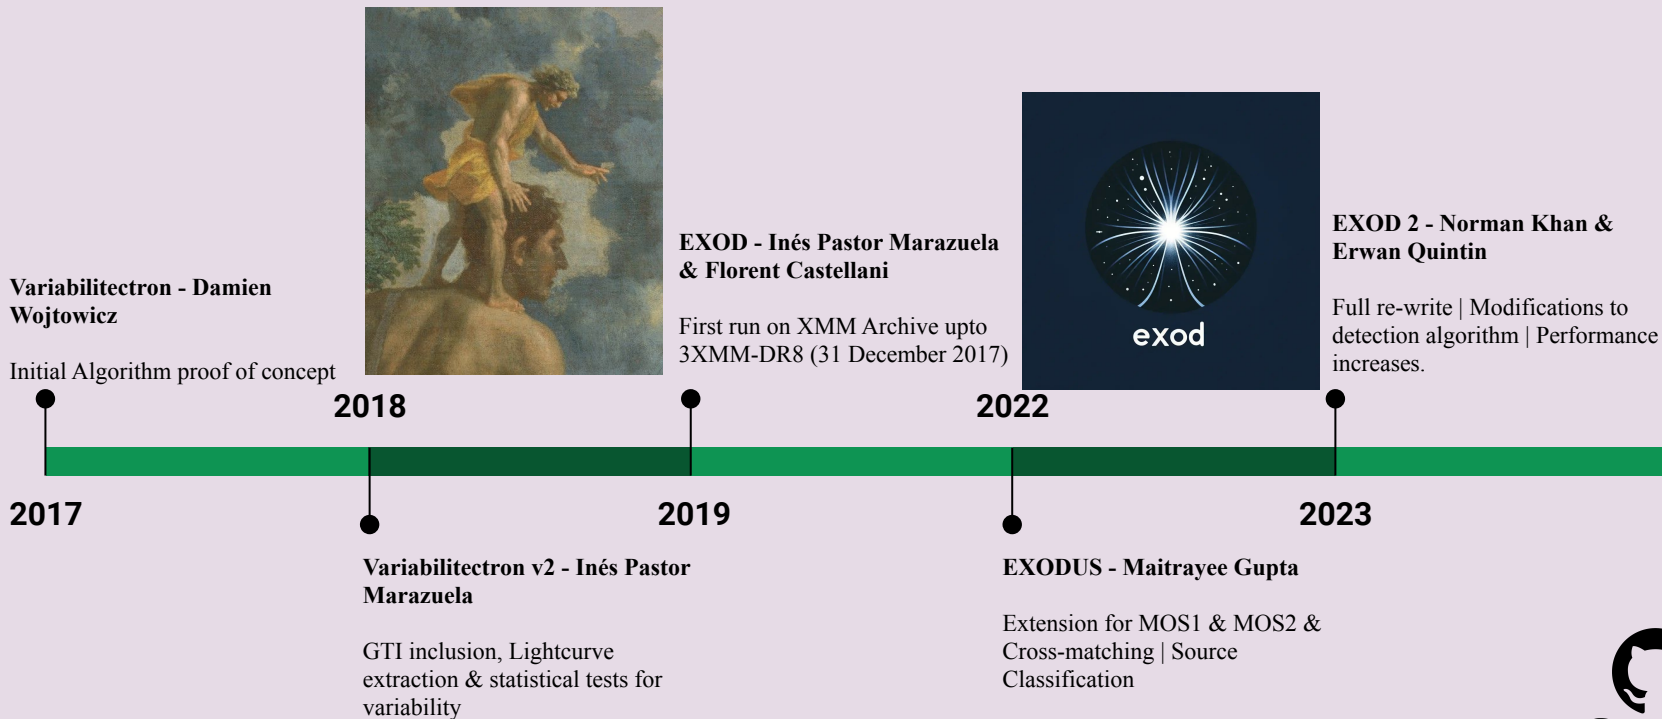 Variabilitectron - Damien
Wojtowicz
Initial Algorithm proof of concept
2017
2018
Variabilitectron v2 - Inés Pastor
Marazuela
GTI inclusion, Lightcurve
extraction & statistical tests for
variability
EXOD - Inés Pastor Marazuela
& Florent Castellani
First run on XMM Archive upto
3XMM-DR8 (31 December 2017)
2019
exod
2022
EXODUS - Maitrayee Gupta
Extension for MOS1 & MOS2 &
Cross-matching | Source
Classification
EXOD 2 - Norman Khan &
Erwan Quintin
Full re-write | Modifications to
detection algorithm | Performance
increases.
2023